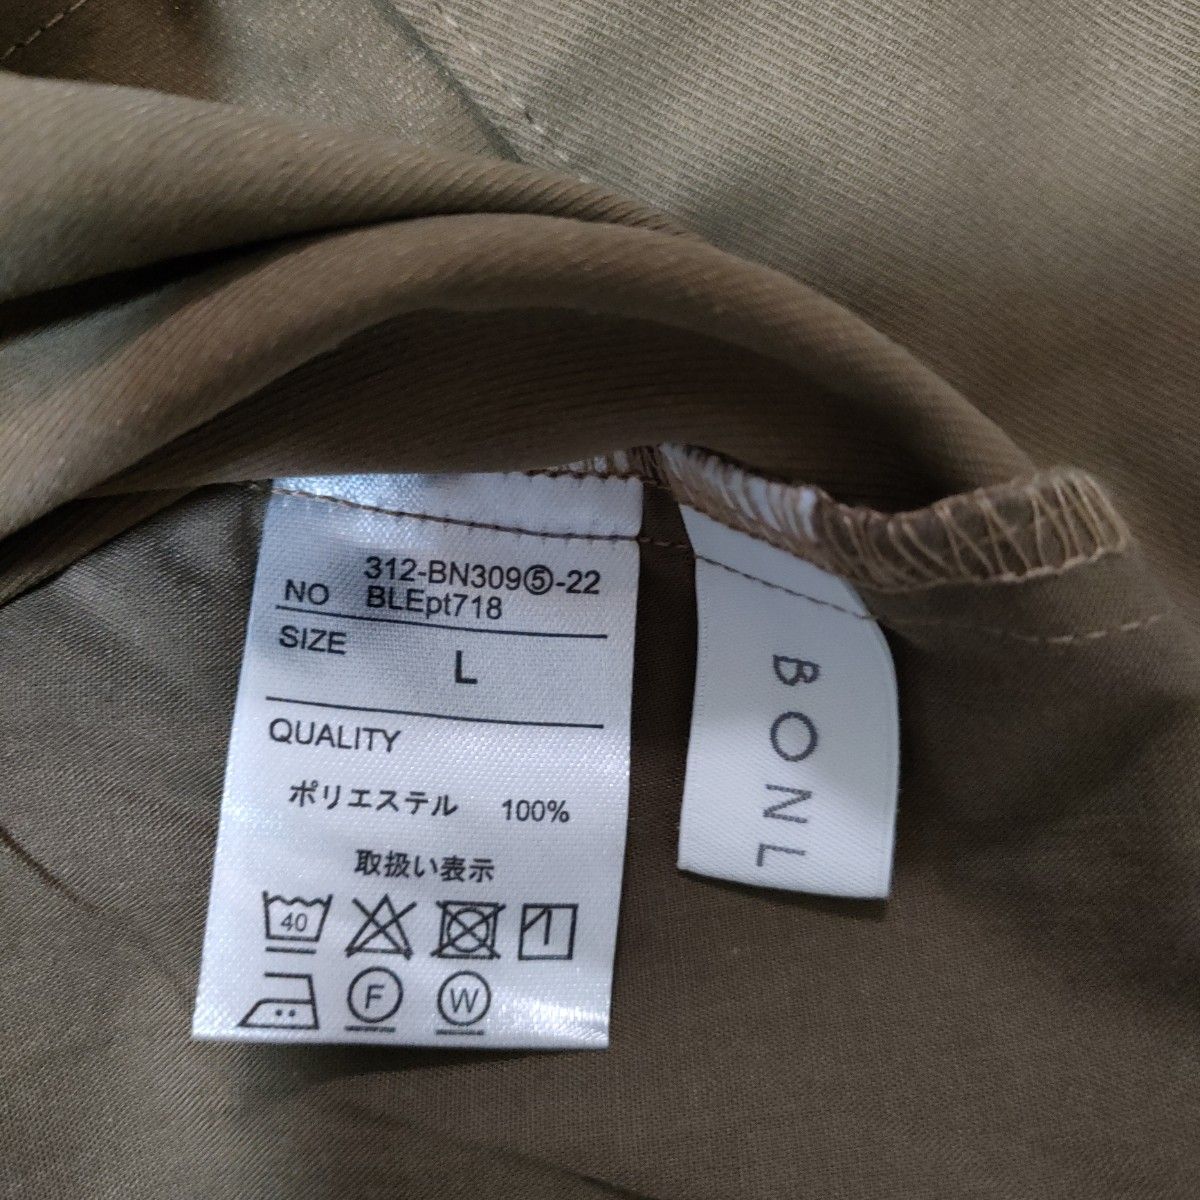 312-BN309⑤-22
NO BLEpt718
SIZE
L
QUALITY
ポリエステル 100%
取扱い表示
40
F W
BONL